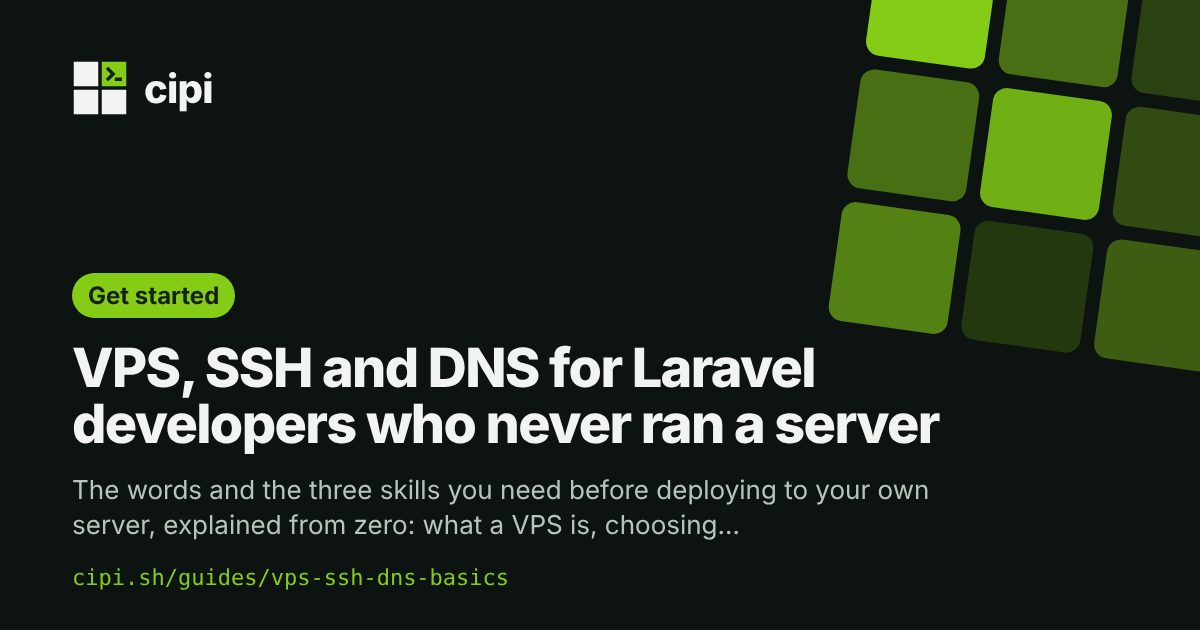 cipi
Get started
VPS, SSH and DNS for Laravel
developers who never ran a server
The words and the three skills you need before deploying to your own
server, explained from zero: what a VPS is, choosing...
cipi.sh/guides/vps-ssh-dns-basics